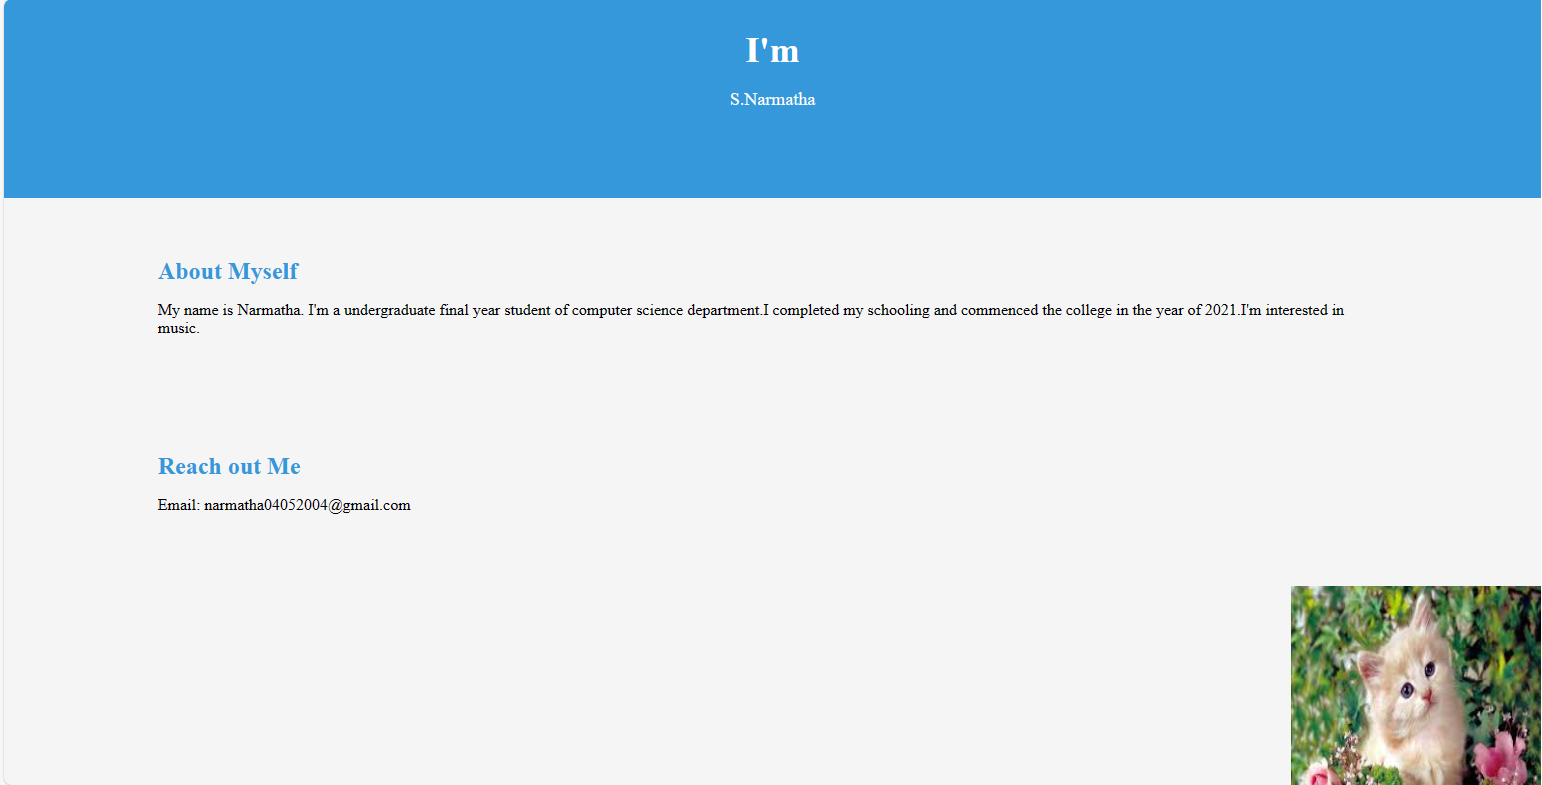 I'm
S.Narmatha
About Myself
My name is Narmatha. I'm a undergraduate final year student of computer science department.I completed my schooling and commenced the college in the year of 2021.I'm interested in
music.
Reach out Me
Email: narmatha04052004@gmail.com